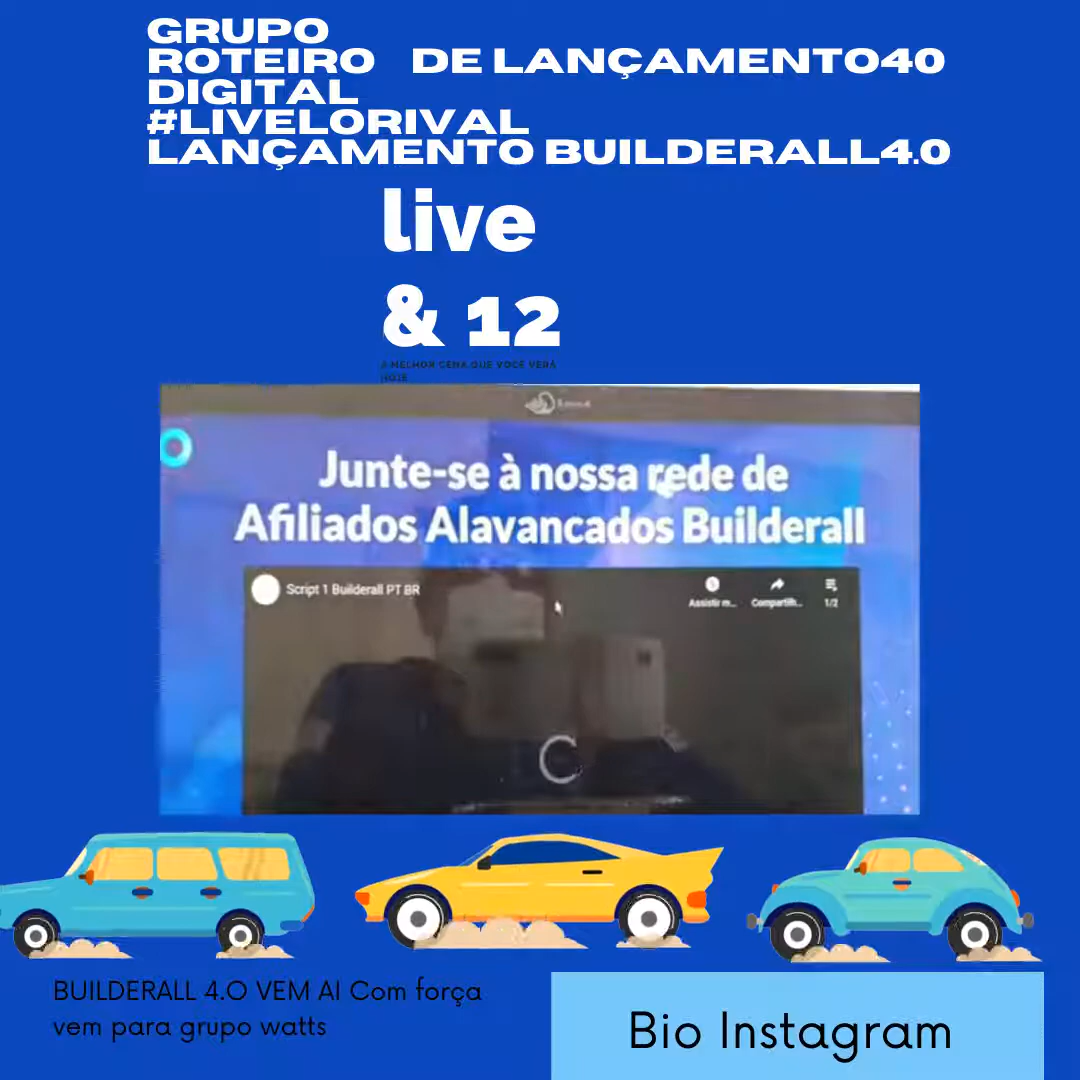 GRUPO
ROTEIRO DE LANÇAMENTO40
DIGITAL
#LIVELORIVAL
LANÇAMENTO BUILDERALL4.0
live
& 12
A MELHOR CENA QUE VOCÊ VERÁ
HOJE
Junte-se à nossa rede de
Afiliados Alavancados Builderall
Script 1 Builderall PT BR
Assistir m... Compartilh... 1/2
BUILDERALL 4.0 VEM AI Com força
vem para grupo watts
Bio Instagram